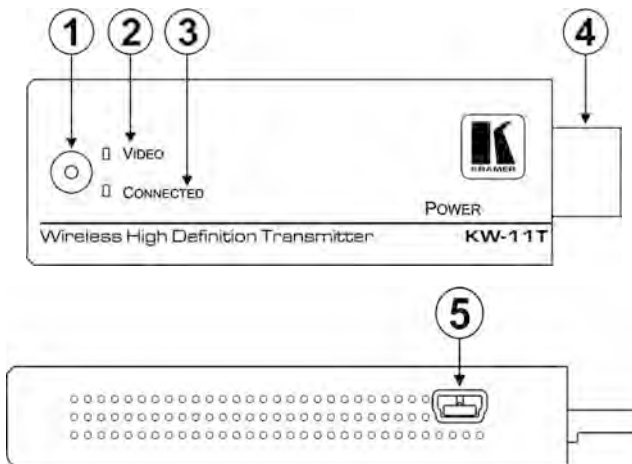 1 2 3 4
VIDEO
CONNECTED
K
KRAMER
POWER
Wireless High Definition Transmitter KW-11T
5